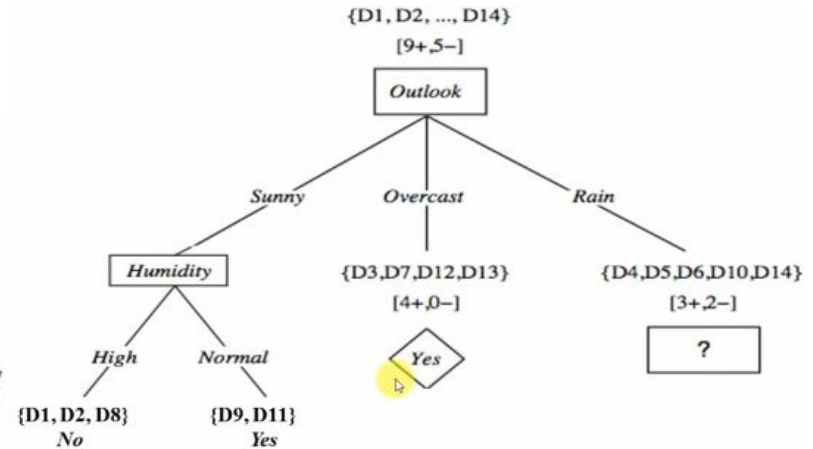 {D1, D2, ..., D14}
[9+,5−]
Outlook
Sunny
Overcast
Rain
Humidity
{D3,D7,D12,D13}
{D4,D5,D6,D10,D14}
[4+,0−]
[3+,2−]
Yes
?
High
Normal
{D1, D2, D8}
{D9, D11}
No
Yes